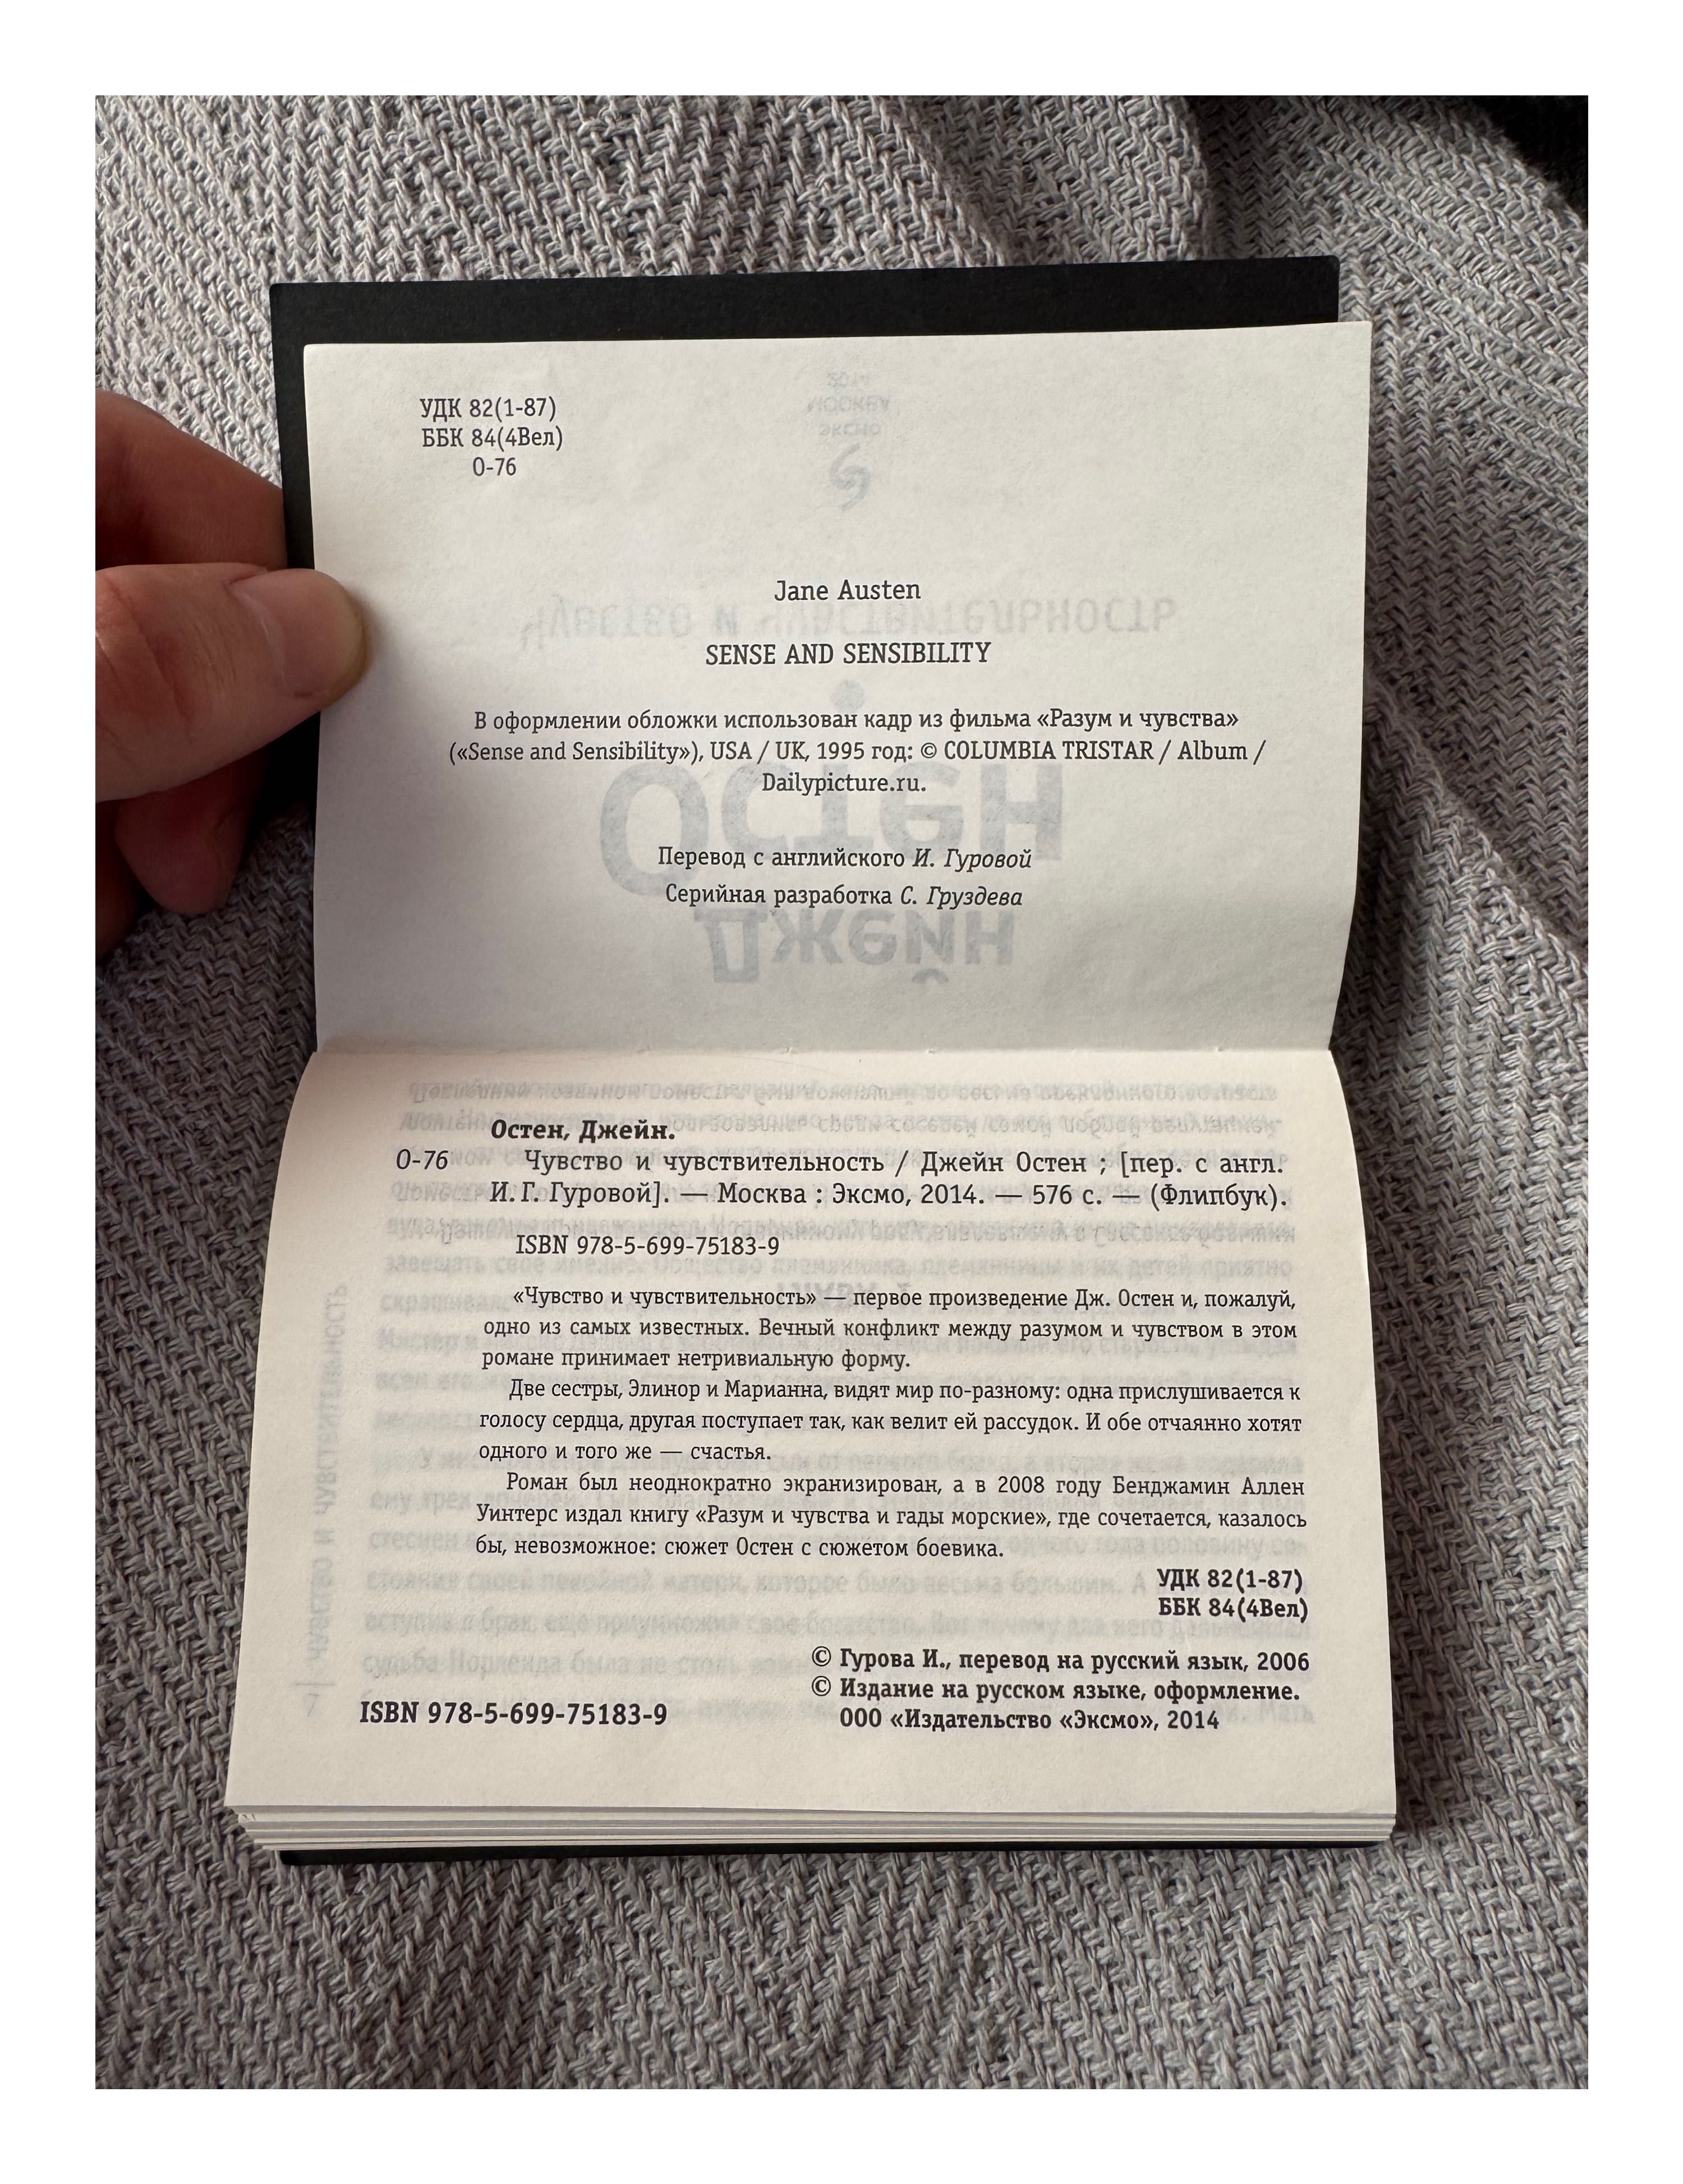 УДК 82(1-87)
ББК 84(4Вел)
О-76
Jane Austen
SENSE AND SENSIBILITY
В оформлении обложки использован кадр из фильма «Разум и чувства»
(«Sense and Sensibility»), USA / UK, 1995 год: © COLUMBIA TRISTAR / Album /
Dailypicture.ru.
Перевод с английского И. Гуровой
Серийная разработка С. Груздева
Остен, Джейн.
О-76 Чувство и чувствительность / Джейн Остен ; [пер. с англ.
И. Г. Гуровой]. — Москва : Эксмо, 2014. — 576 с. — (Флипбук).
ISBN 978-5-699-75183-9
«Чувство и чувствительность» — первое произведение Дж. Остен и, пожалуй,
одно из самых известных. Вечный конфликт между разумом и чувством в этом
романе принимает нетривиальную форму.
Две сестры, Элинор и Марианна, видят мир по-разному: одна прислушивается к
голосу сердца, другая поступает так, как велит ей рассудок. И обе отчаянно хотят
одного и того же — счастья.
Роман был неоднократно экранизирован, а в 2008 году Бенджамин Аллен
Уинтерс издал книгу «Разум и чувства и гады морские», где сочетается, казалось
бы, невозможное: сюжет Остен с сюжетом боевика.
УДК 82(1-87)
ББК 84(4Вел)
© Гурова И., перевод на русский язык, 2006
© Издание на русском языке, оформление.
ООО «Издательство «Эксмо», 2014
ISBN 978-5-699-75183-9